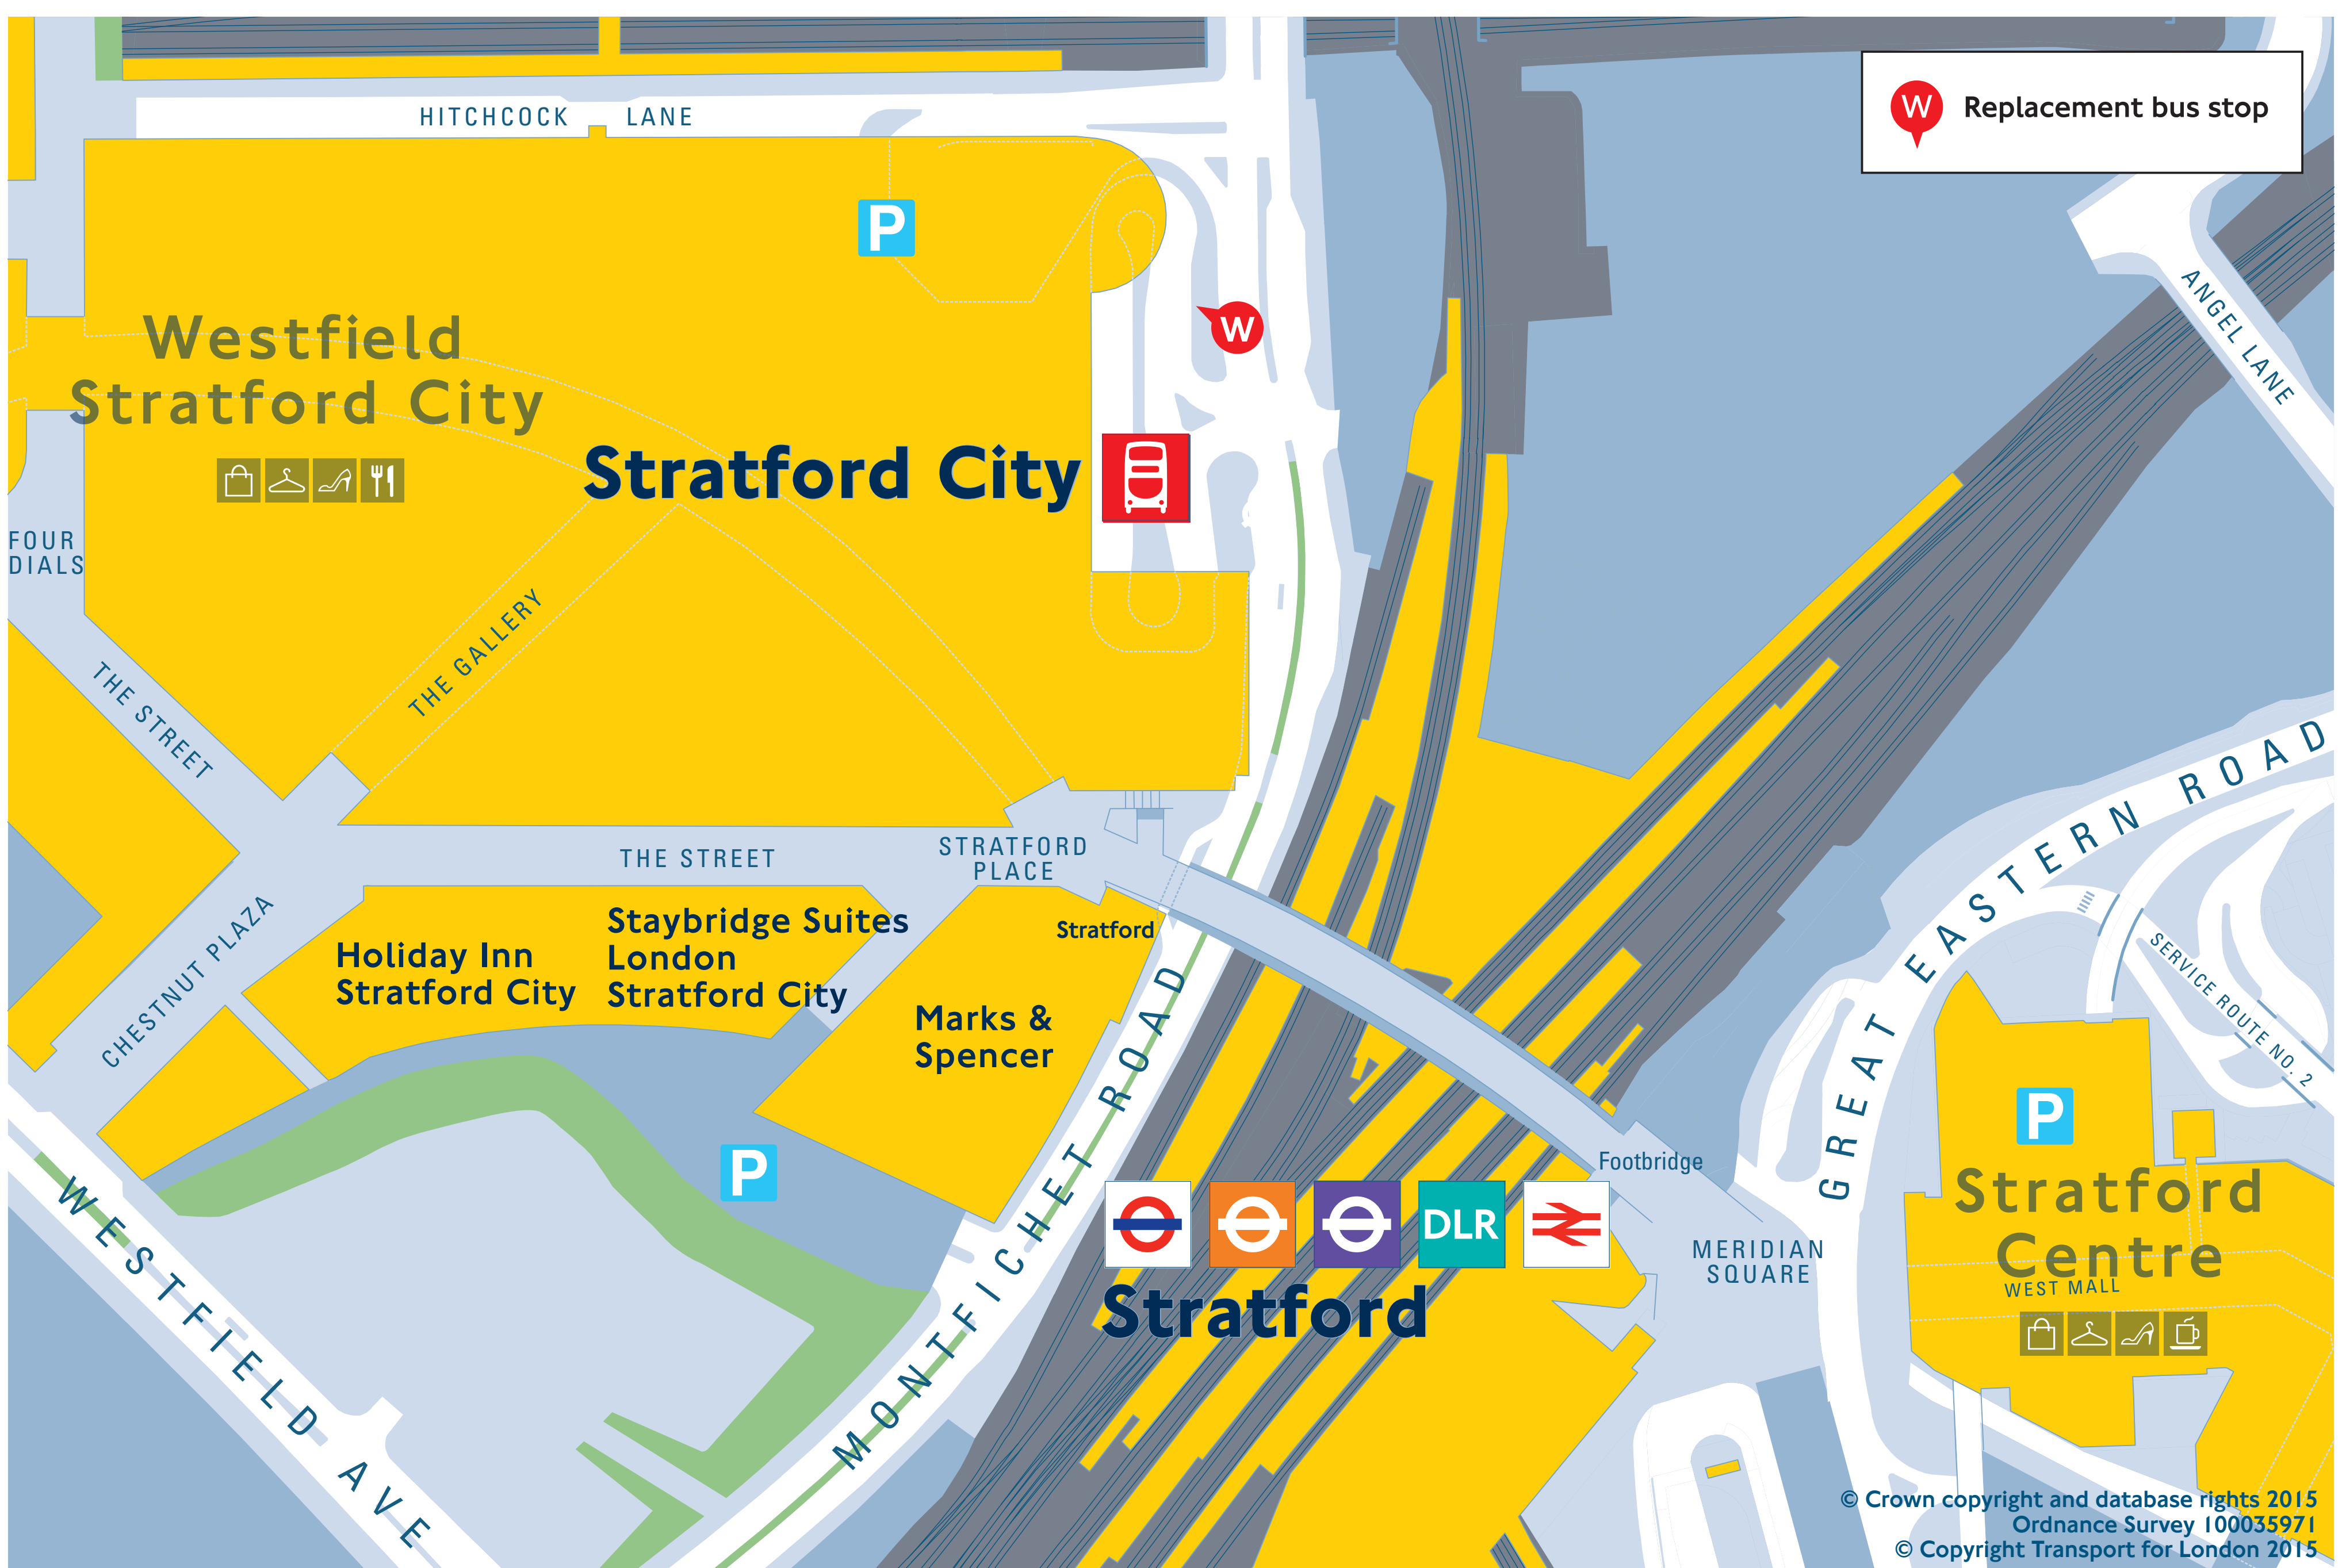 HITCHCOCK LANE
W Replacement bus stop
P
ANGEL LANE
W
Westfield
Stratford City
Stratford City
FOUR
DIALS
THE GALLERY
THE STREET
GREAT EASTERN ROAD
THE STREET
STRATFORD
PLACE
Stratford
CHESTNUT PLAZA
Holiday Inn
Stratford City
Staybridge Suites
London
Stratford City
Marks &
Spencer
SERVICE ROUTE NO. 2
P
P
Footbridge
Stratford
Centre
WEST MALL
MERIDIAN
SQUARE
DLR
Stratford
MONTFICHET ROAD
WESTFIELD AVE
© Crown copyright and database rights 2015
Ordnance Survey 100035971
© Copyright Transport for London 2015